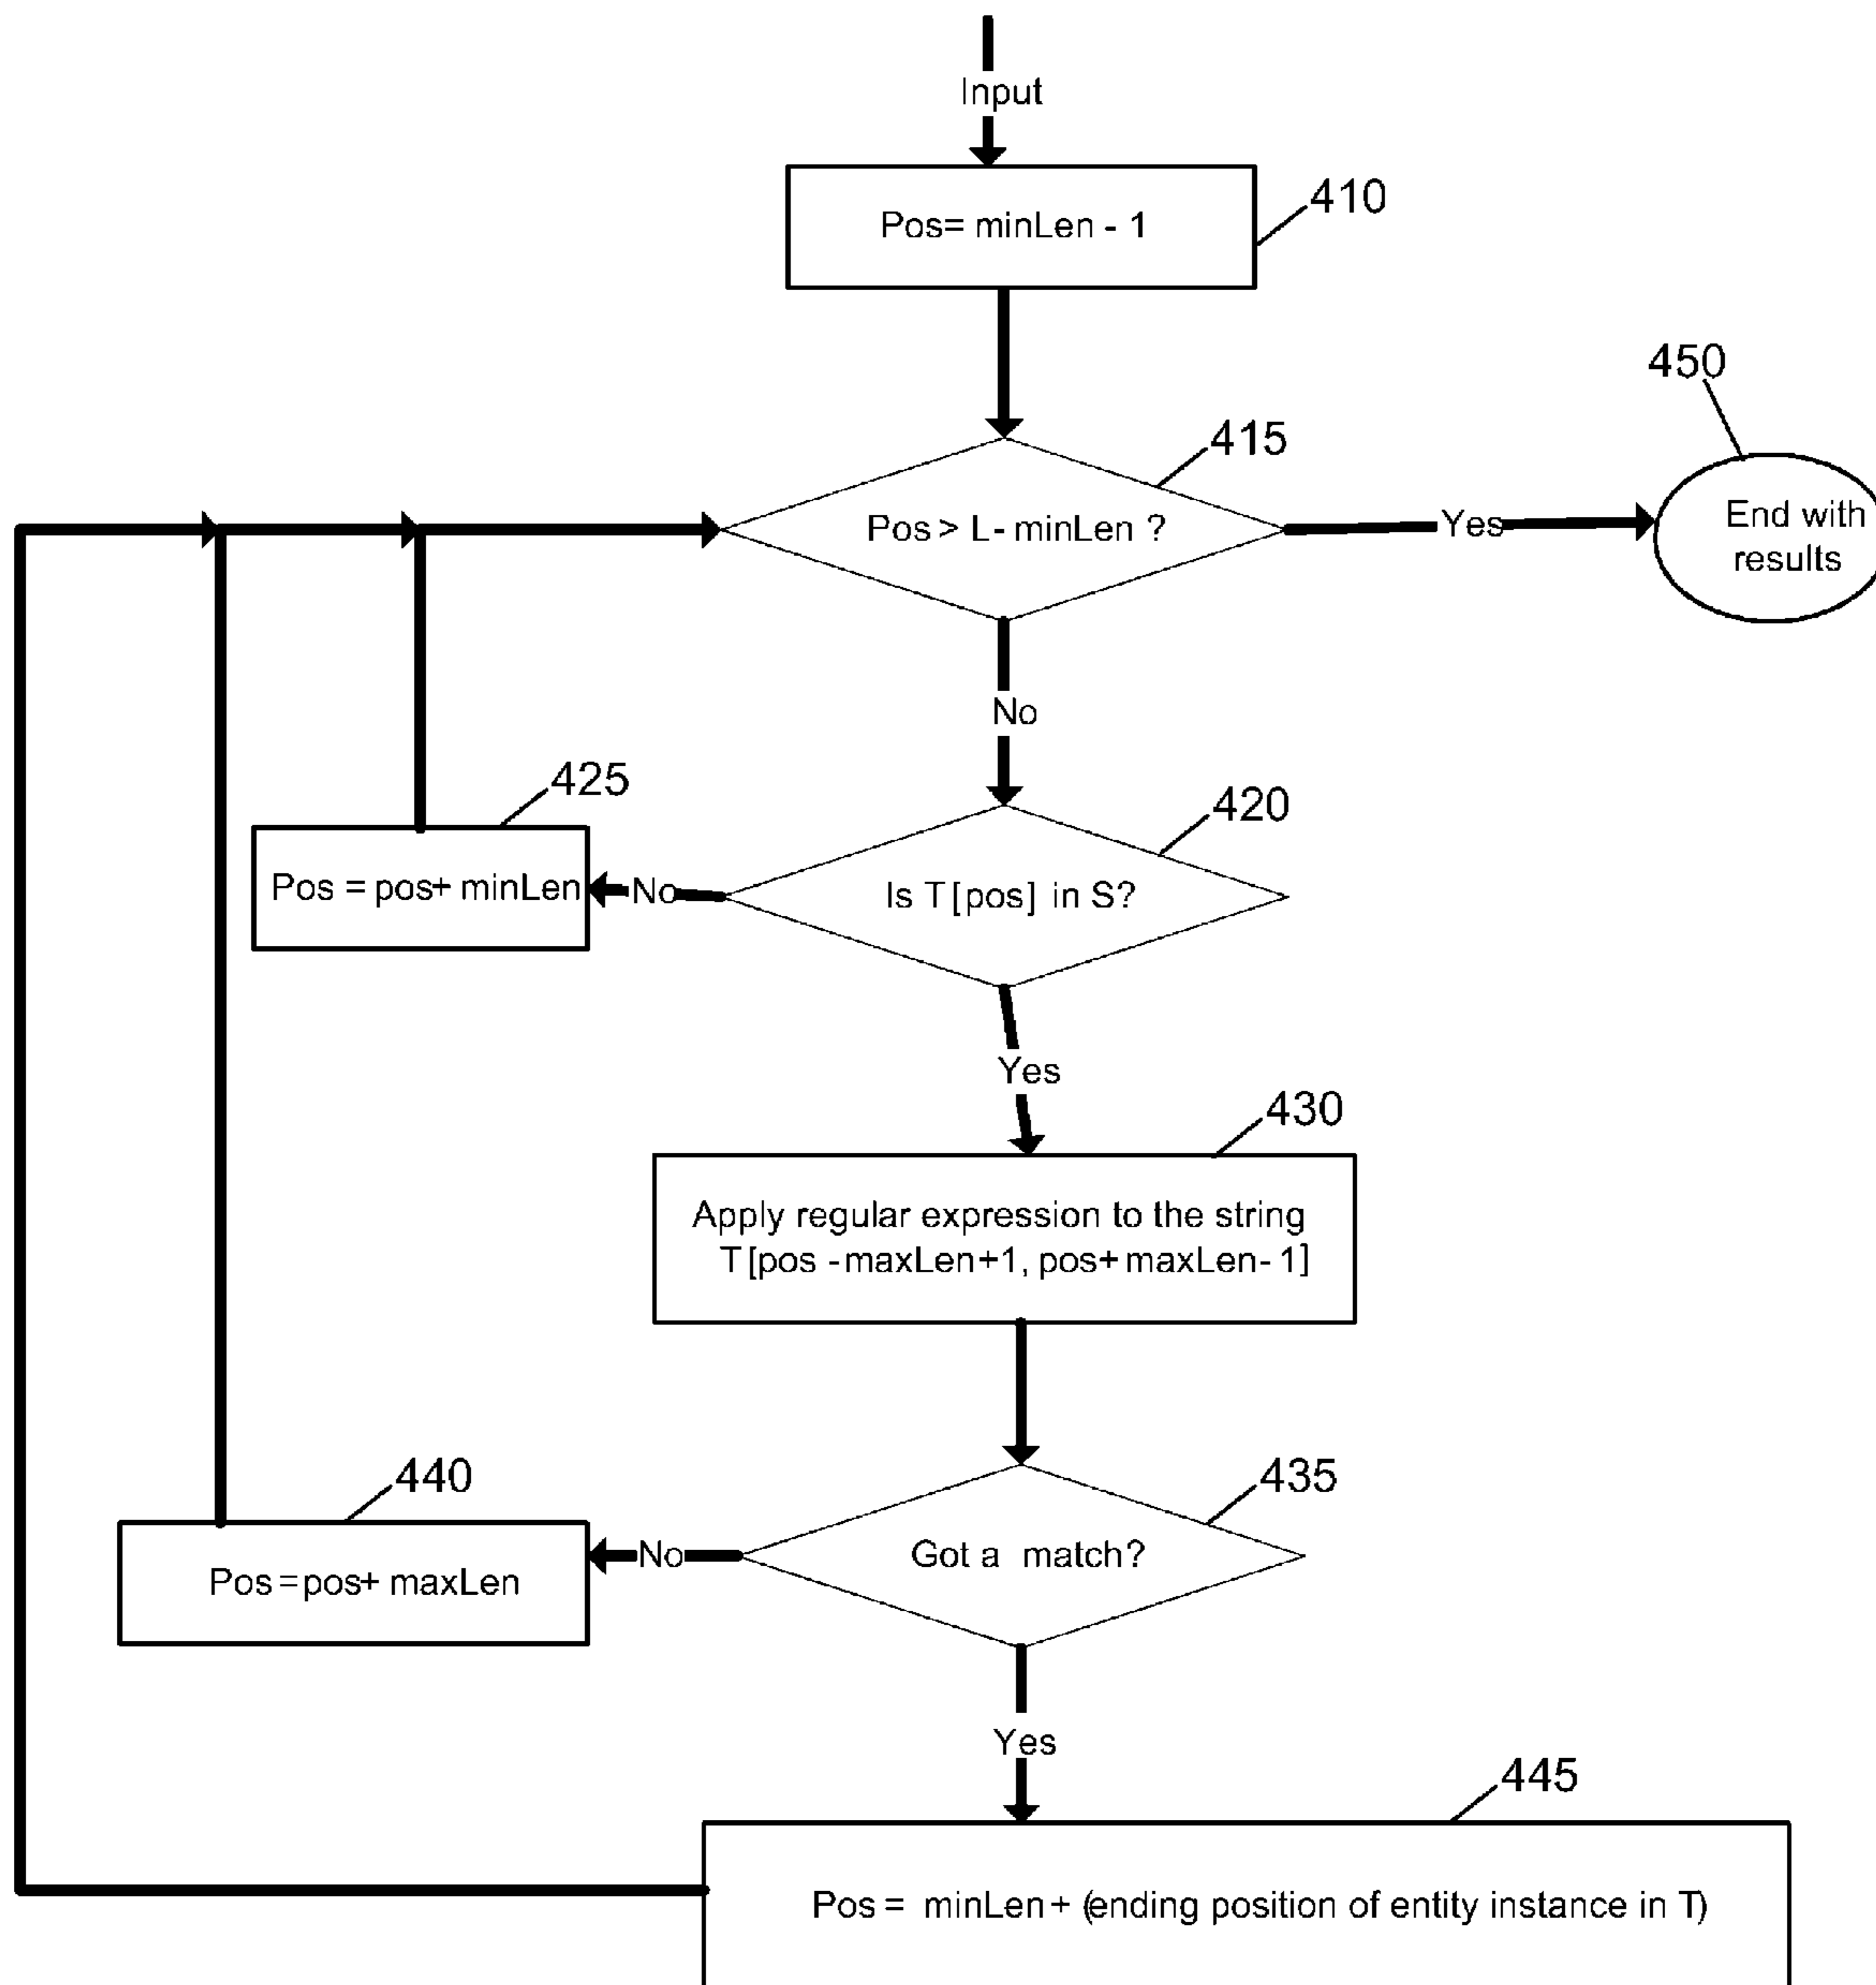 Input
Pos= minLen - 1
410
450
415
Pos > L- minLen ?
Yes
End with
results
No
425
420
Pos = pos+ minLen
No
Is T[pos] in S?
Yes
430
Apply regular expression to the string
T[pos -maxLen+1, pos+maxLen- 1]
440
435
Pos =pos+ maxLen
No
Got a match?
Yes
445
Pos = minLen+ (ending position of entity instance in T)